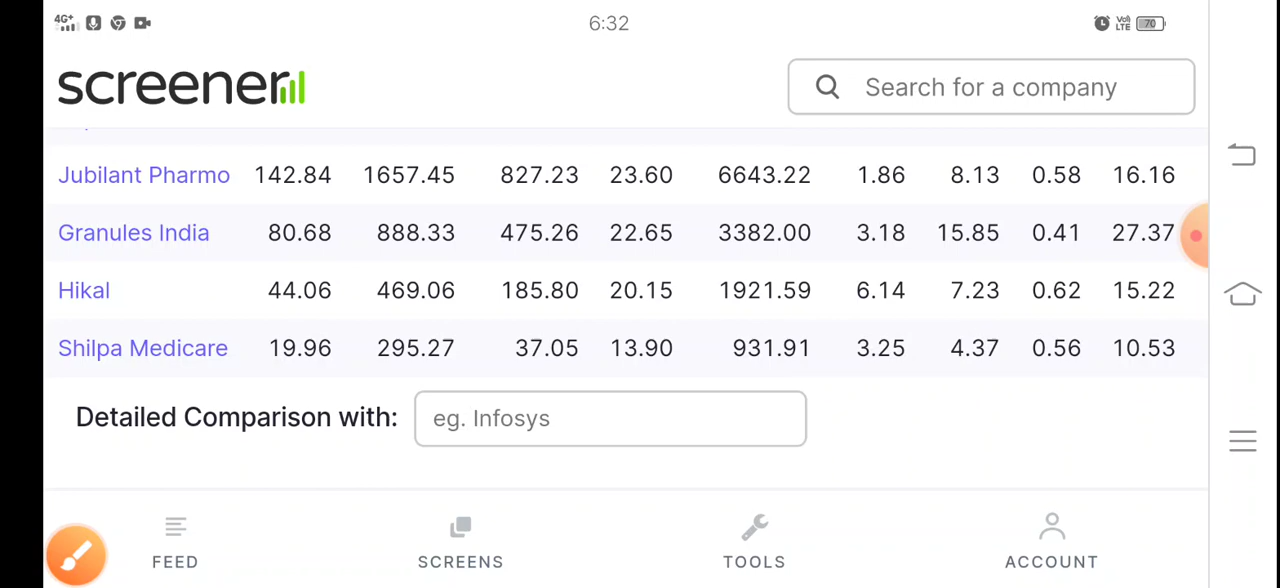 4G+ 6:32 Vo) LTE 70
screener Search for a company
Jubilant Pharmo 142.84 1657.45 827.23 23.60 6643.22 1.86 8.13 0.58 16.16
Granules India 80.68 888.33 475.26 22.65 3382.00 3.18 15.85 0.41 27.37
Hikal 44.06 469.06 185.80 20.15 1921.59 6.14 7.23 0.62 15.22
Shilpa Medicare 19.96 295.27 37.05 13.90 931.91 3.25 4.37 0.56 10.53
Detailed Comparison with: eg. Infosys
FEED SCREENS TOOLS ACCOUNT